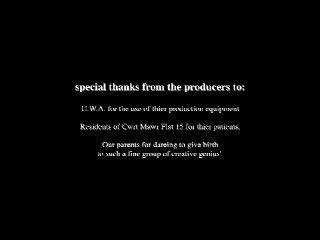 special thanks from the producers to:
U.W.A. for the use of thier production equipment
Residents of Cwrt Mawr Flat 15 for thier patients.
Our parents for dareing to give birth
to such a fine group of creative genius'